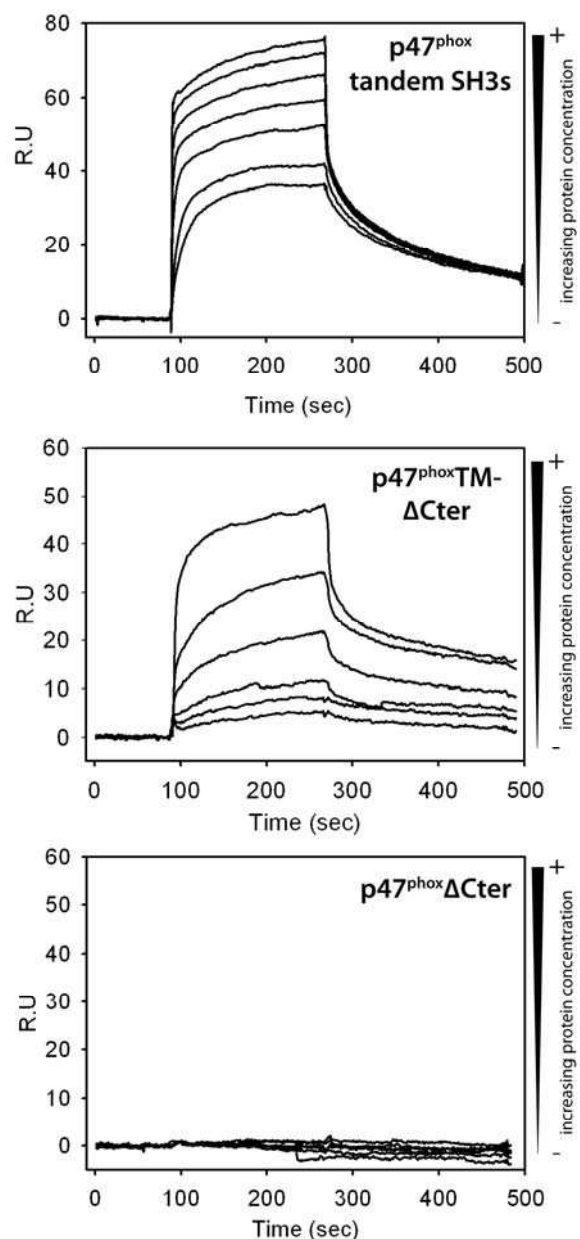 80
60
40
20
0
R.U
p47phox
tandem SH3s
0 100 200 300 400 500
Time (sec)
+
increasing protein concentration
-
60
50
40
30
20
10
0
R.U
p47phoxTM-
ΔCter
0 100 200 300 400 500
Time (sec)
+
increasing protein concentration
-
60
50
40
30
20
10
0
R.U
p47phoxΔCter
0 100 200 300 400 500
Time (sec)
+
increasing protein concentration
-